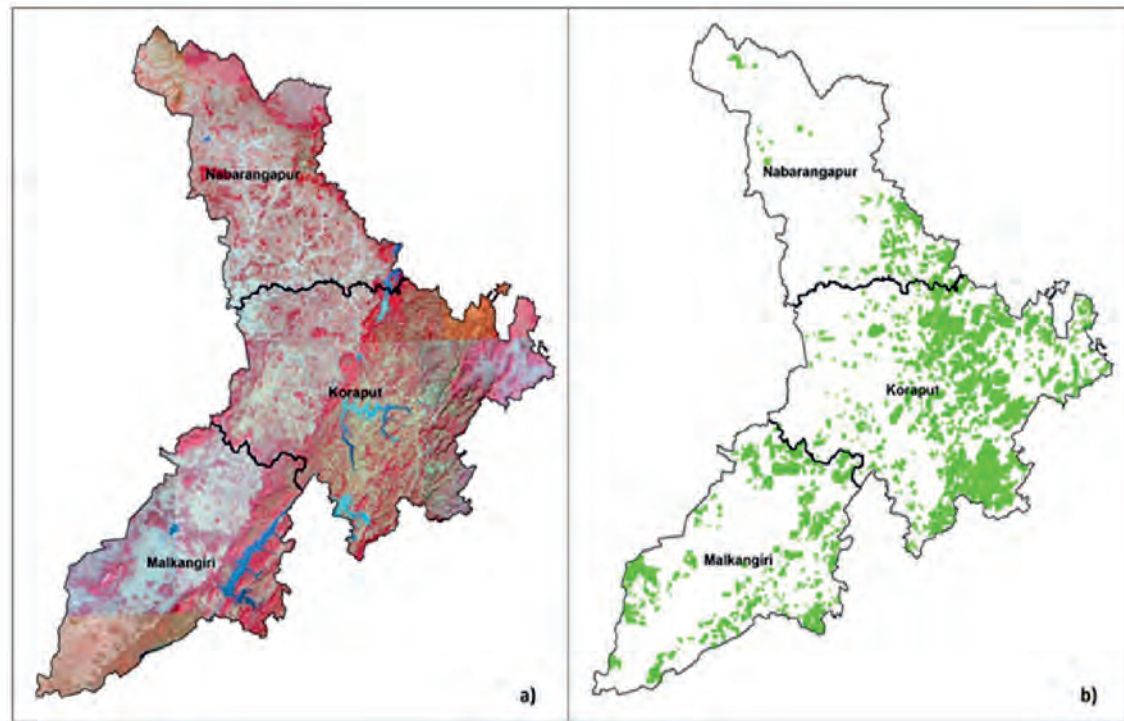 Nabarangapur
Koraput
Malkangiri
a)
Nabarangapur
Koraput
Malkangiri
b)